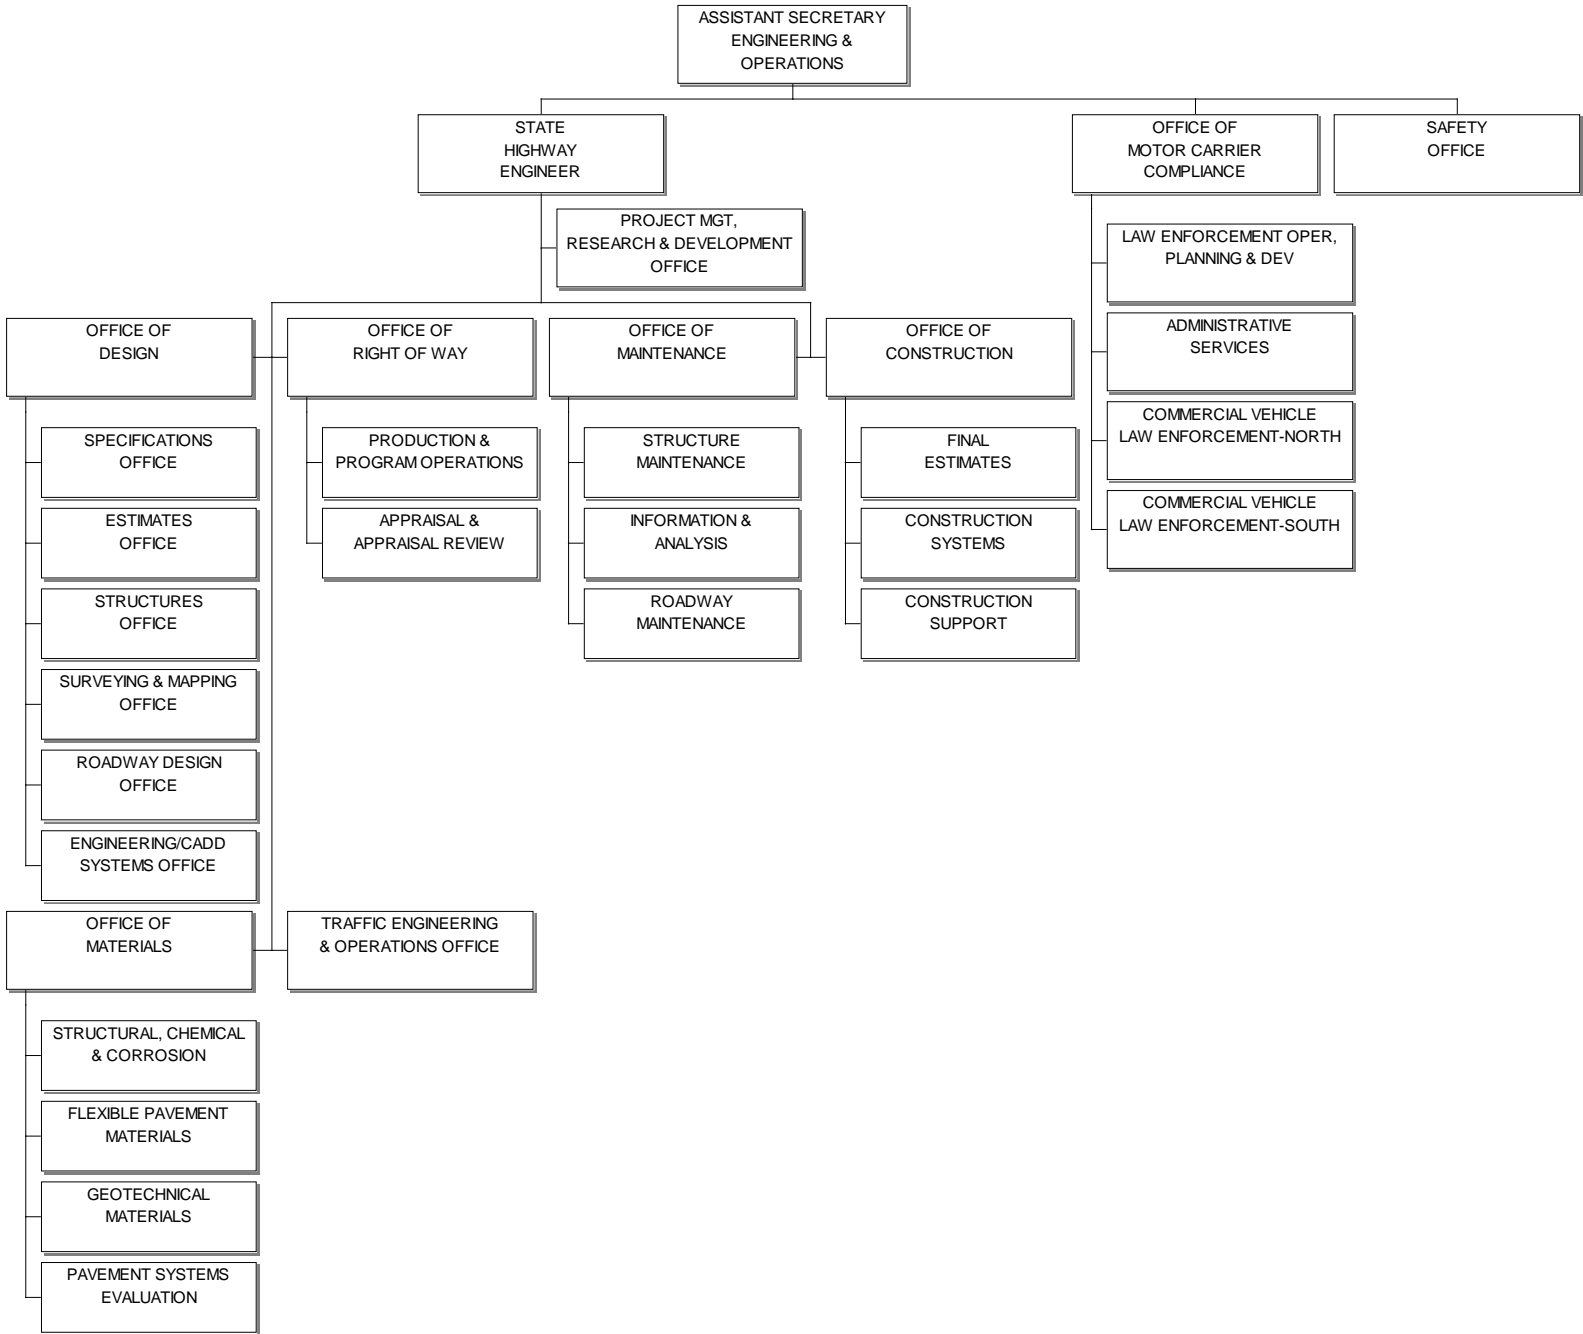 ASSISTANT SECRETARY
ENGINEERING &
OPERATIONS
STATE
HIGHWAY
ENGINEER
OFFICE OF
MOTOR CARRIER
COMPLIANCE
SAFETY
OFFICE
PROJECT MGT,
RESEARCH & DEVELOPMENT
OFFICE
LAW ENFORCEMENT OPER,
PLANNING & DEV
ADMINISTRATIVE
SERVICES
COMMERCIAL VEHICLE
LAW ENFORCEMENT-NORTH
COMMERCIAL VEHICLE
LAW ENFORCEMENT-SOUTH
OFFICE OF
DESIGN
SPECIFICATIONS
OFFICE
ESTIMATES
OFFICE
STRUCTURES
OFFICE
SURVEYING & MAPPING
OFFICE
ROADWAY DESIGN
OFFICE
ENGINEERING/CADD
SYSTEMS OFFICE
OFFICE OF
RIGHT OF WAY
PRODUCTION &
PROGRAM OPERATIONS
APPRAISAL &
APPRAISAL REVIEW
OFFICE OF
MAINTENANCE
STRUCTURE
MAINTENANCE
INFORMATION &
ANALYSIS
ROADWAY
MAINTENANCE
OFFICE OF
CONSTRUCTION
FINAL
ESTIMATES
CONSTRUCTION
SYSTEMS
CONSTRUCTION
SUPPORT
OFFICE OF
MATERIALS
STRUCTURAL, CHEMICAL
& CORROSION
FLEXIBLE PAVEMENT
MATERIALS
GEOTECHNICAL
MATERIALS
PAVEMENT SYSTEMS
EVALUATION
TRAFFIC ENGINEERING
& OPERATIONS OFFICE